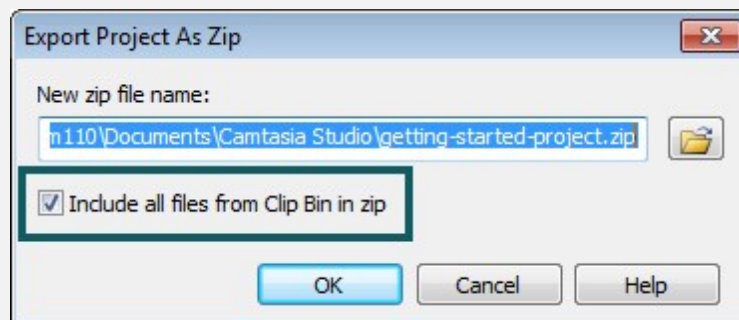 Export Project As Zip
New zip file name:
m110\Documents\Camtasia Studio\getting-started-project.zip
Include all files from Clip Bin in zip
OK Cancel Help